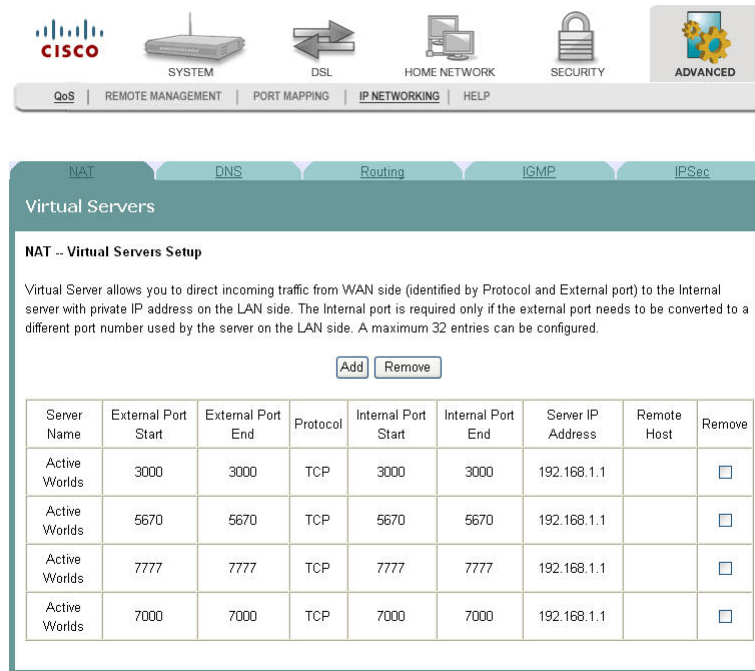 CISCO
SYSTEM DSL HOME NETWORK SECURITY ADVANCED
QoS | REMOTE MANAGEMENT | PORT MAPPING | IP NETWORKING | HELP
NAT DNS Routing IGMP IPSec
Virtual Servers
NAT -- Virtual Servers Setup
Virtual Server allows you to direct incoming traffic from WAN side (identified by Protocol and External port) to the Internal
server with private IP address on the LAN side. The Internal port is required only if the external port needs to be converted to a
different port number used by the server on the LAN side. A maximum 32 entries can be configured.
Add Remove
Server Name External Port Start External Port End Protocol Internal Port Start Internal Port End Server IP Address Remote Host Remove
Active Worlds 3000 3000 TCP 3000 3000 192.168.1.1
Active Worlds 5670 5670 TCP 5670 5670 192.168.1.1
Active Worlds 7777 7777 TCP 7777 7777 192.168.1.1
Active Worlds 7000 7000 TCP 7000 7000 192.168.1.1